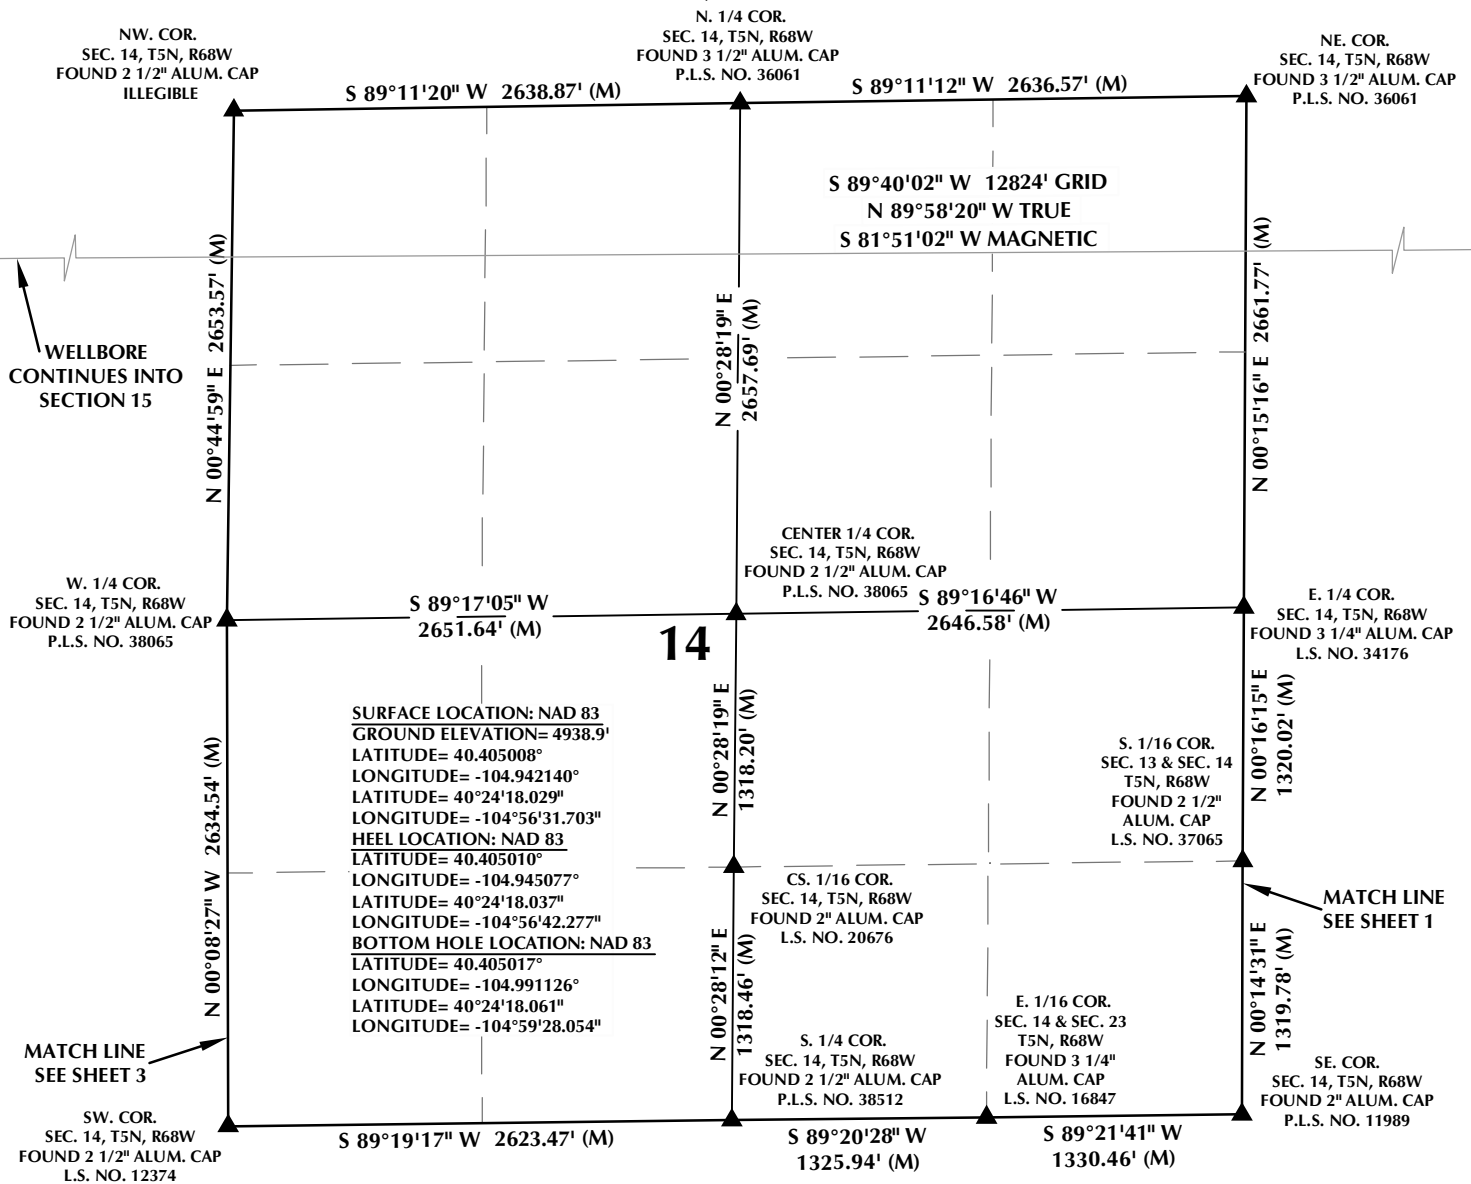 N. 1/4 COR.
SEC. 14, T5N, R68W
FOUND 3 1/2" ALUM. CAP
P.L.S. NO. 36061
NW. COR.
SEC. 14, T5N, R68W
FOUND 2 1/2" ALUM. CAP
ILLEGIBLE
NE. COR.
SEC. 14, T5N, R68W
FOUND 3 1/2" ALUM. CAP
P.L.S. NO. 36061
S 89°11'20" W 2638.87' (M)
S 89°11'12" W 2636.57' (M)
S 89°40'02" W 12824' GRID
N 89°58'20" W TRUE
S 81°51'02" W MAGNETIC
N 00°44'59" E 2653.57' (M)
N 00°28'19" E
2657.69' (M)
N 00°15'16" E 2661.77' (M)
WELLBORE
CONTINUES INTO
SECTION 15
CENTER 1/4 COR.
SEC. 14, T5N, R68W
FOUND 2 1/2" ALUM. CAP
P.L.S. NO. 38065
W. 1/4 COR.
SEC. 14, T5N, R68W
FOUND 2 1/2" ALUM. CAP
P.L.S. NO. 38065
S 89°17'05" W
2651.64' (M)
S 89°16'46" W
2646.58' (M)
E. 1/4 COR.
SEC. 14, T5N, R68W
FOUND 3 1/4" ALUM. CAP
L.S. NO. 34176
14
SURFACE LOCATION: NAD 83
GROUND ELEVATION= 4938.9'
LATITUDE= 40.405008°
LONGITUDE= -104.942140°
LATITUDE= 40°24'18.029"
LONGITUDE= -104°56'31.703"
HEEL LOCATION: NAD 83
LATITUDE= 40.405010°
LONGITUDE= -104.945077°
LATITUDE= 40°24'18.037"
LONGITUDE= -104°56'42.277"
BOTTOM HOLE LOCATION: NAD 83
LATITUDE= 40.405017°
LONGITUDE= -104.991126°
LATITUDE= 40°24'18.061"
LONGITUDE= -104°59'28.054"
N 00°08'27" W 2634.54' (M)
N 00°28'19" E
1318.20' (M)
N 00°16'15" E
1320.02' (M)
S. 1/16 COR.
SEC. 13 & SEC. 14
T5N, R68W
FOUND 2 1/2"
ALUM. CAP
L.S. NO. 37065
CS. 1/16 COR.
SEC. 14, T5N, R68W
FOUND 2" ALUM. CAP
L.S. NO. 20676
MATCH LINE
SEE SHEET 1
N 00°28'12" E
1318.46' (M)
N 00°14'31" E
1319.78' (M)
MATCH LINE
SEE SHEET 3
S. 1/4 COR.
SEC. 14, T5N, R68W
FOUND 2 1/2" ALUM. CAP
P.L.S. NO. 38512
E. 1/16 COR.
SEC. 14 & SEC. 23
T5N, R68W
FOUND 3 1/4"
ALUM. CAP
L.S. NO. 16847
SE. COR.
SEC. 14, T5N, R68W
FOUND 2" ALUM. CAP
P.L.S. NO. 11989
SW. COR.
SEC. 14, T5N, R68W
FOUND 2 1/2" ALUM. CAP
L.S. NO. 12374
S 89°19'17" W 2623.47' (M)
S 89°20'28" W
1325.94' (M)
S 89°21'41" W
1330.46' (M)